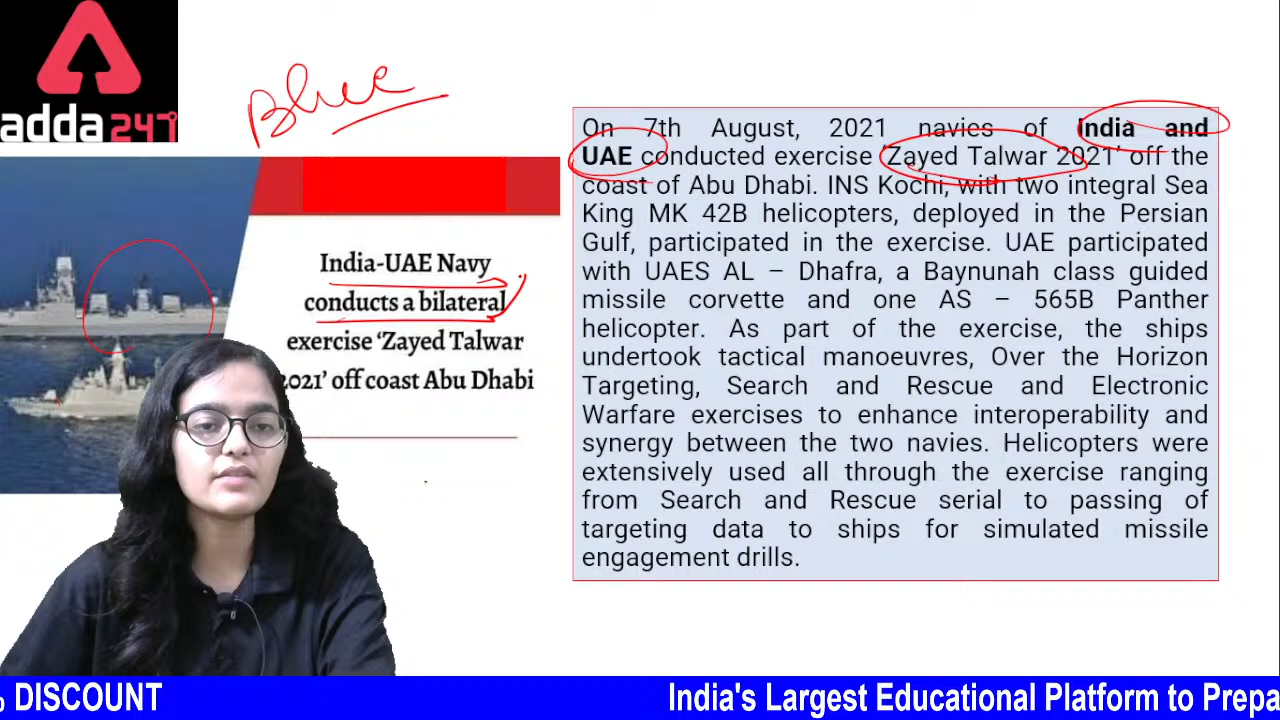 adda247
India-UAE Navy
conducts a bilateral
exercise ‘Zayed Talwar
2021’ off coast Abu Dhabi
On 7th August, 2021 navies of India and
UAE conducted exercise ‘Zayed Talwar 2021’ off the
coast of Abu Dhabi. INS Kochi, with two integral Sea
King MK 42B helicopters, deployed in the Persian
Gulf, participated in the exercise. UAE participated
with UAES AL – Dhafra, a Baynunah class guided
missile corvette and one AS – 565B Panther
helicopter. As part of the exercise, the ships
undertook tactical manoeuvres, Over the Horizon
Targeting, Search and Rescue and Electronic
Warfare exercises to enhance interoperability and
synergy between the two navies. Helicopters were
extensively used all through the exercise ranging
from Search and Rescue serial to passing of
targeting data to ships for simulated missile
engagement drills.
DISCOUNT India's Largest Educational Platform to Prepa